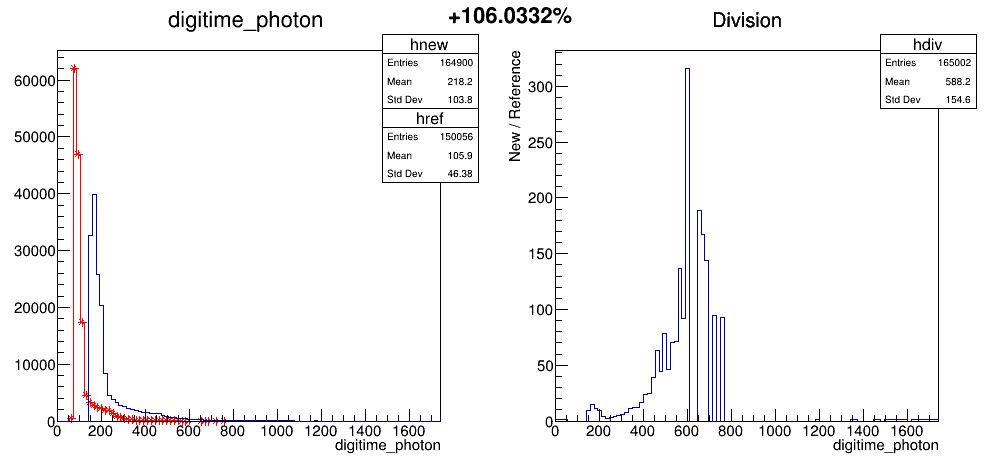 digitime_photon
+106.0332%
Division
hnew
Entries 164900
Mean 218.2
Std Dev 103.8
href
Entries 150056
Mean 105.9
Std Dev 46.38
60000
50000
40000
30000
20000
10000
0
0 200 400 600 800 1000 1200 1400 1600
digitime_photon
hdiv
Entries 165002
Mean 588.2
Std Dev 154.6
New / Reference
300
250
200
150
100
50
0
0 200 400 600 800 1000 1200 1400 1600
digitime_photon